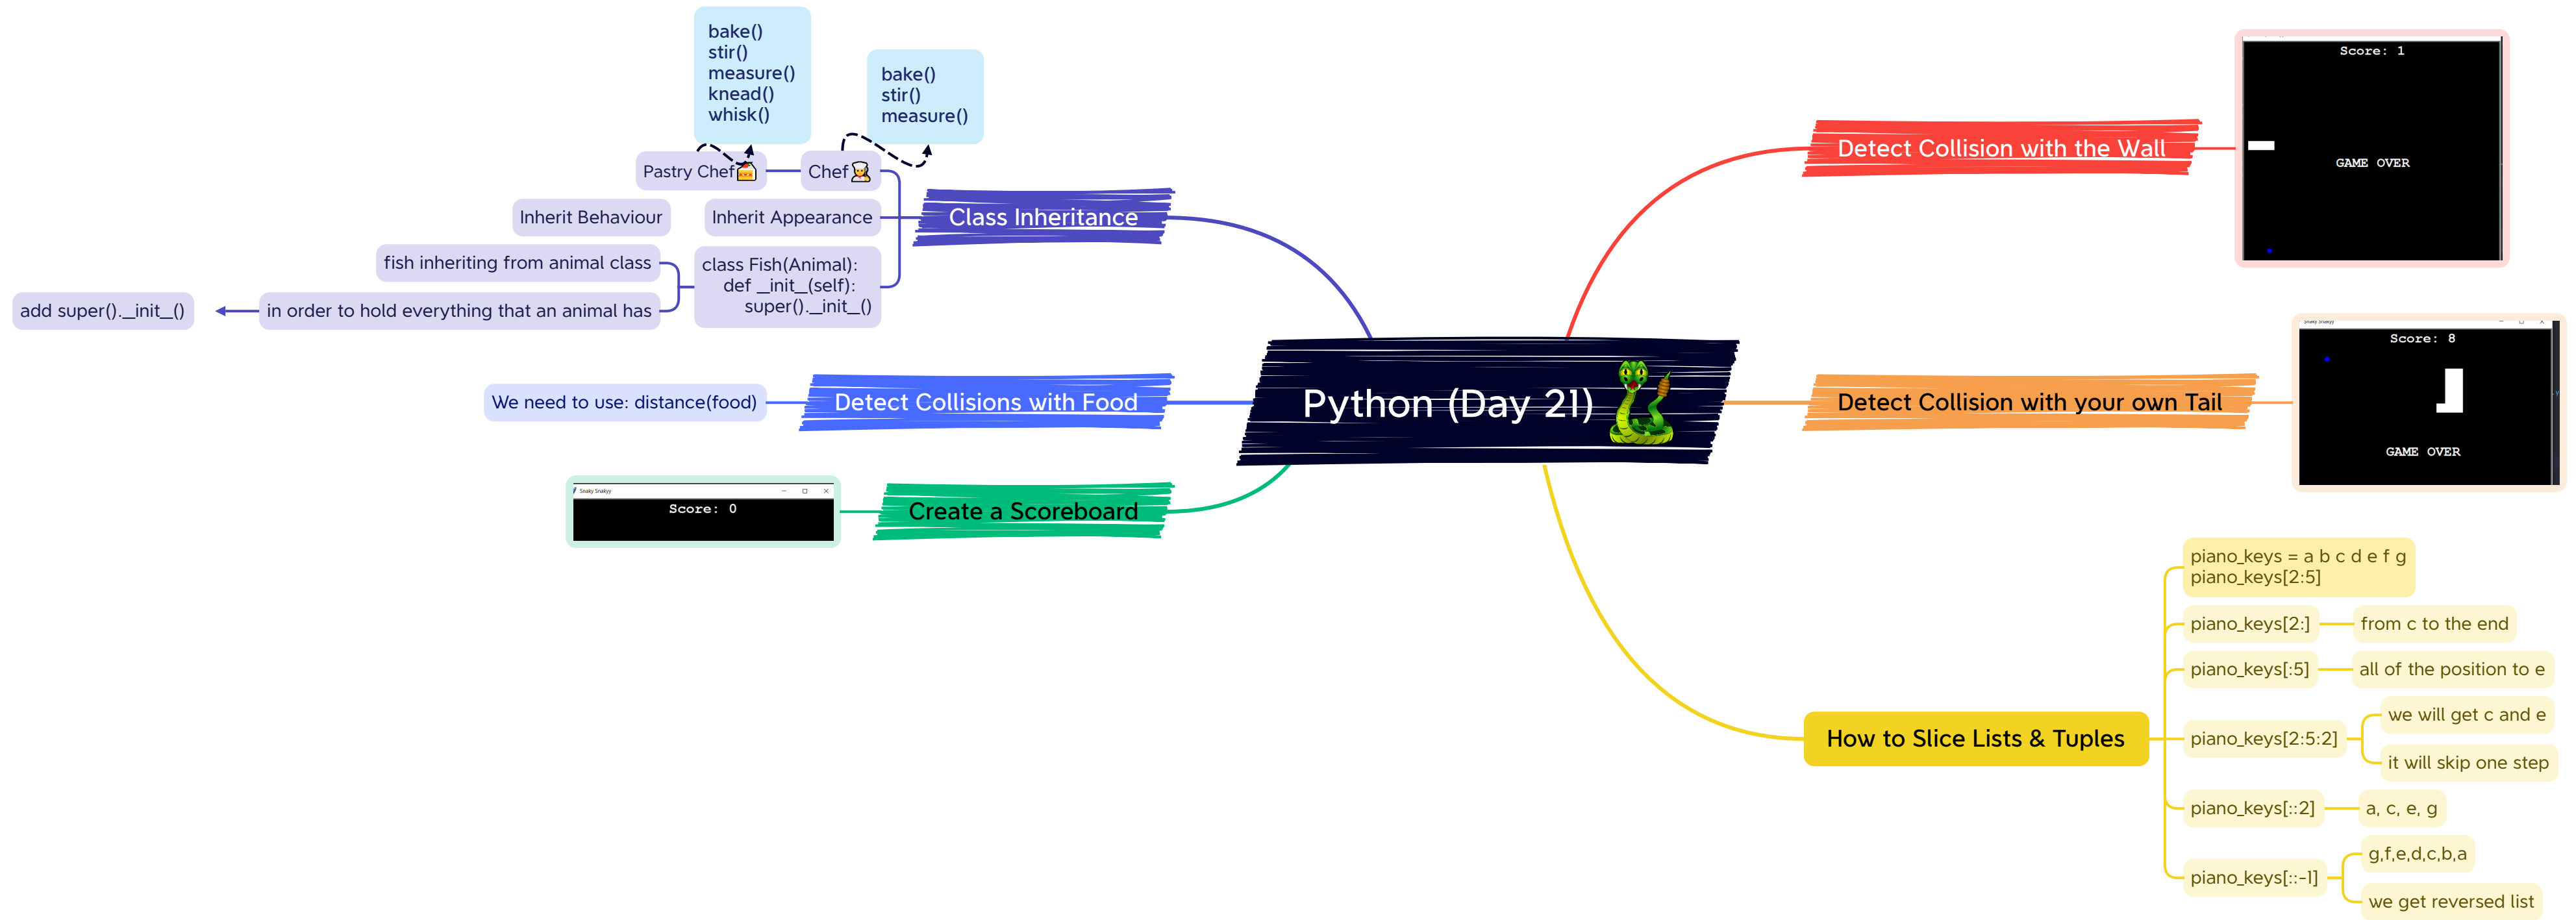 Python (Day 21)
Class Inheritance
Chef
bake()
stir()
measure()
Pastry Chef
bake()
stir()
measure()
knead()
whisk()
Inherit Appearance
Inherit Behaviour
class Fish(Animal):
def __init__(self):
super().__init__()
fish inheriting from animal class
in order to hold everything that an animal has
add super().__init__()
Detect Collisions with Food
We need to use: distance(food)
Create a Scoreboard
Snaky Snakyy
Score: 0
Detect Collision with the Wall
Score: 1
GAME OVER
Detect Collision with your own Tail
Snaky Snakyy
Score: 8
GAME OVER
How to Slice Lists & Tuples
piano_keys = a b c d e f g
piano_keys[2:5]
piano_keys[2:]
from c to the end
piano_keys[:5]
all of the position to e
piano_keys[2:5:2]
we will get c and e
it will skip one step
piano_keys[::2]
a, c, e, g
piano_keys[::-1]
g,f,e,d,c,b,a
we get reversed list